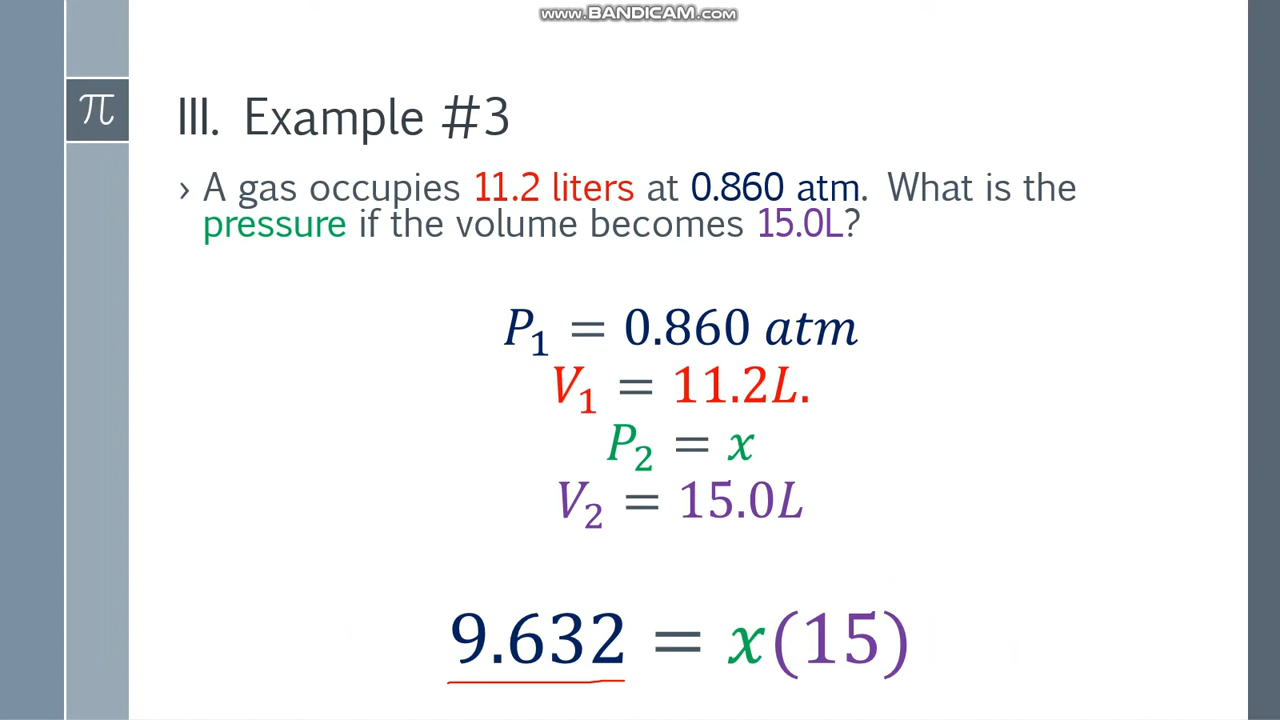 www.BANDICAM.com
π
III. Example #3
› A gas occupies 11.2 liters at 0.860 atm. What is the
pressure if the volume becomes 15.0L?
P₁ = 0.860 atm
V₁ = 11.2L.
P₂ = x
V₂ = 15.0L
9.632 = x(15)